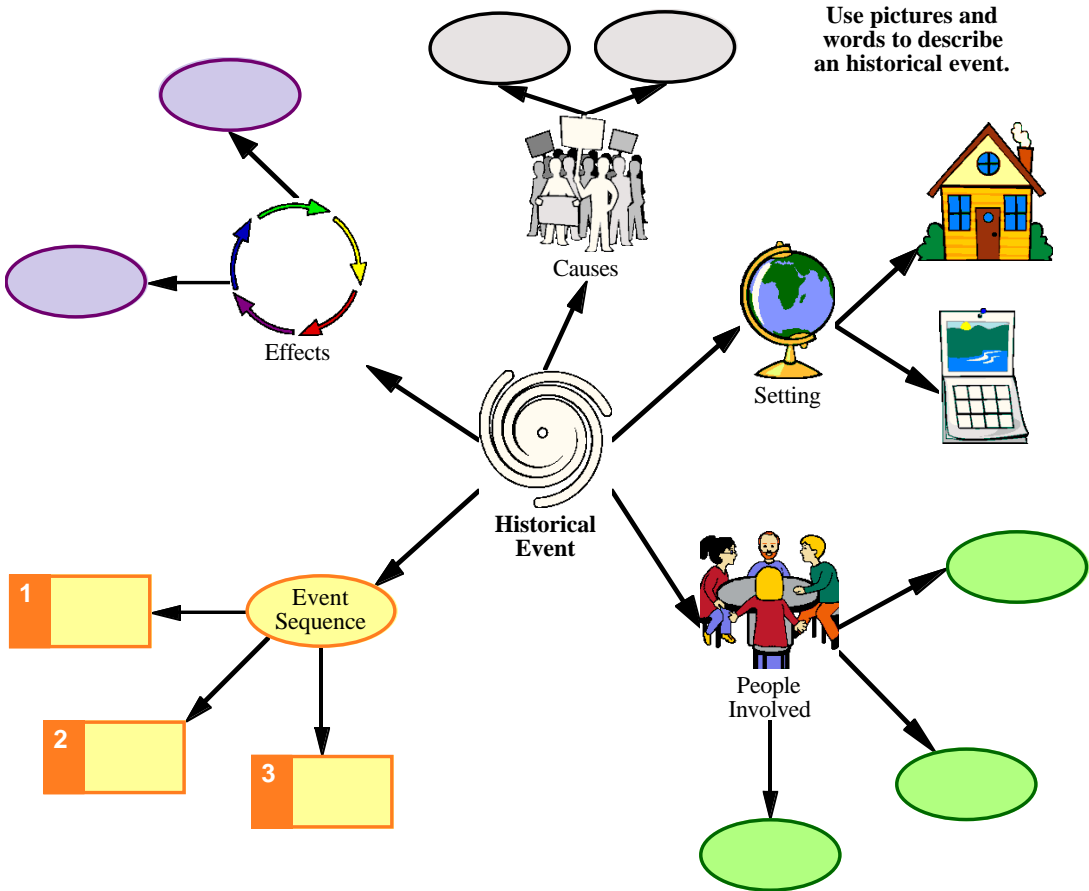 Use pictures and
words to describe
an historical event.
Causes
Effects
Setting
Historical
Event
Event
Sequence
1
2
3
People
Involved